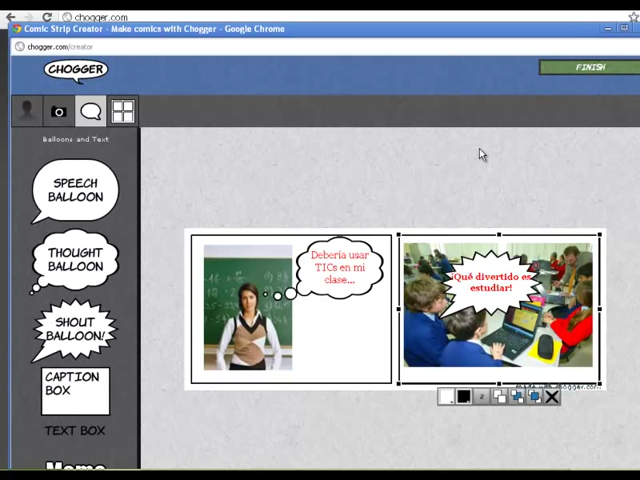 chogger.com
Comic Strip Creator - Make comics with Chogger - Google Chrome
chogger.com/creator
CHOGGER
FINISH
Balloons and Text
SPEECH
BALLOON
THOUGHT
BALLOON
SHOUT
BALLOON!
CAPTION
BOX
TEXT BOX
Debería usar
TICs en mi
clase...
¡Qué divertido es
estudiar!
z